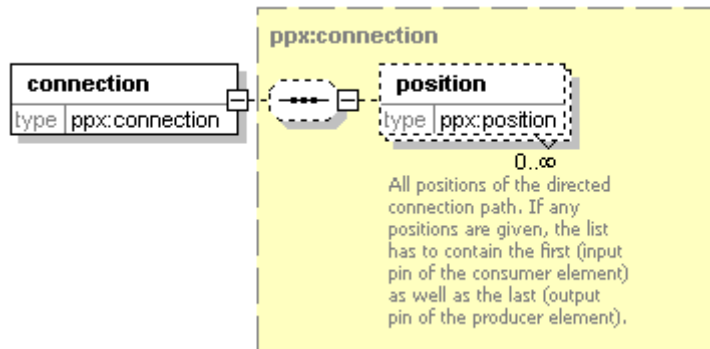 ppx:connection
connection
type ppx:connection
position
type ppx:position
0..∞
All positions of the directed
connection path. If any
positions are given, the list
has to contain the first (input
pin of the consumer element)
as well as the last (output
pin of the producer element).